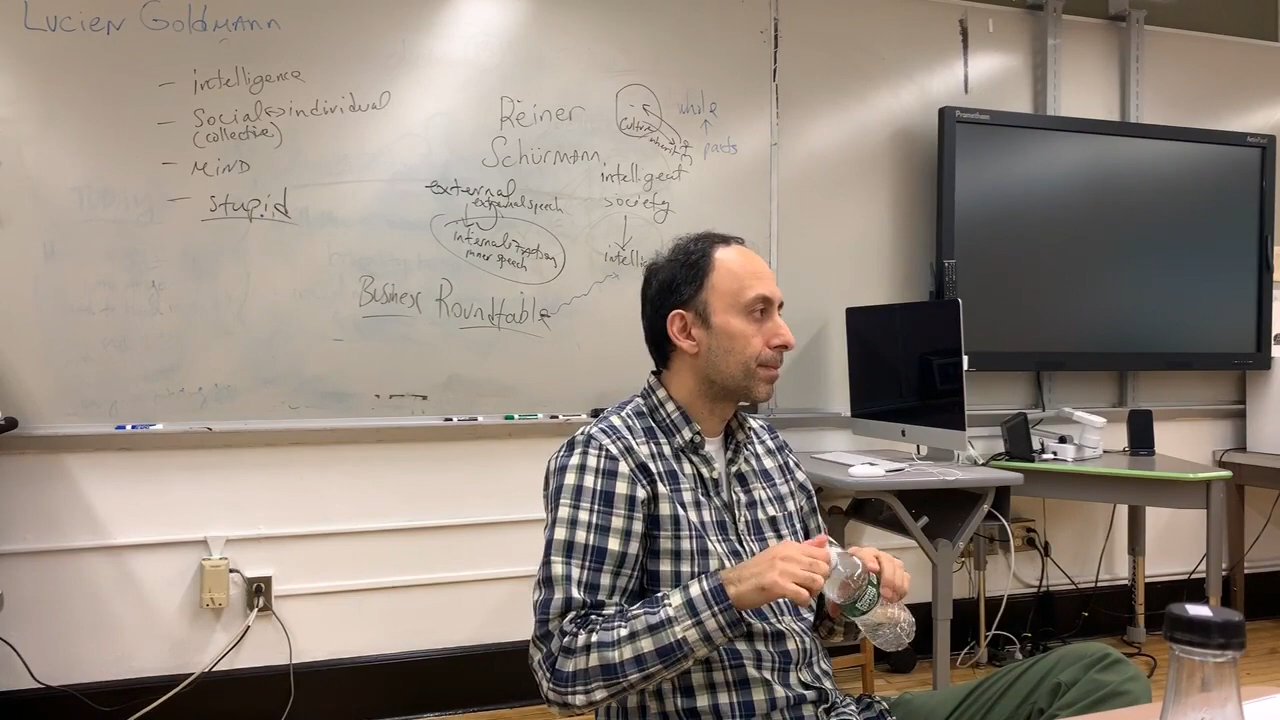 Lucien Goldmann
- intelligence
- Social ↔ individual
(collective)
- MIND
- stupid
Reiner
Schürmann
external
external speech
internalization
inner speech
Business Roundtable
Culture
whole
parts
intelligent
society
Promethean